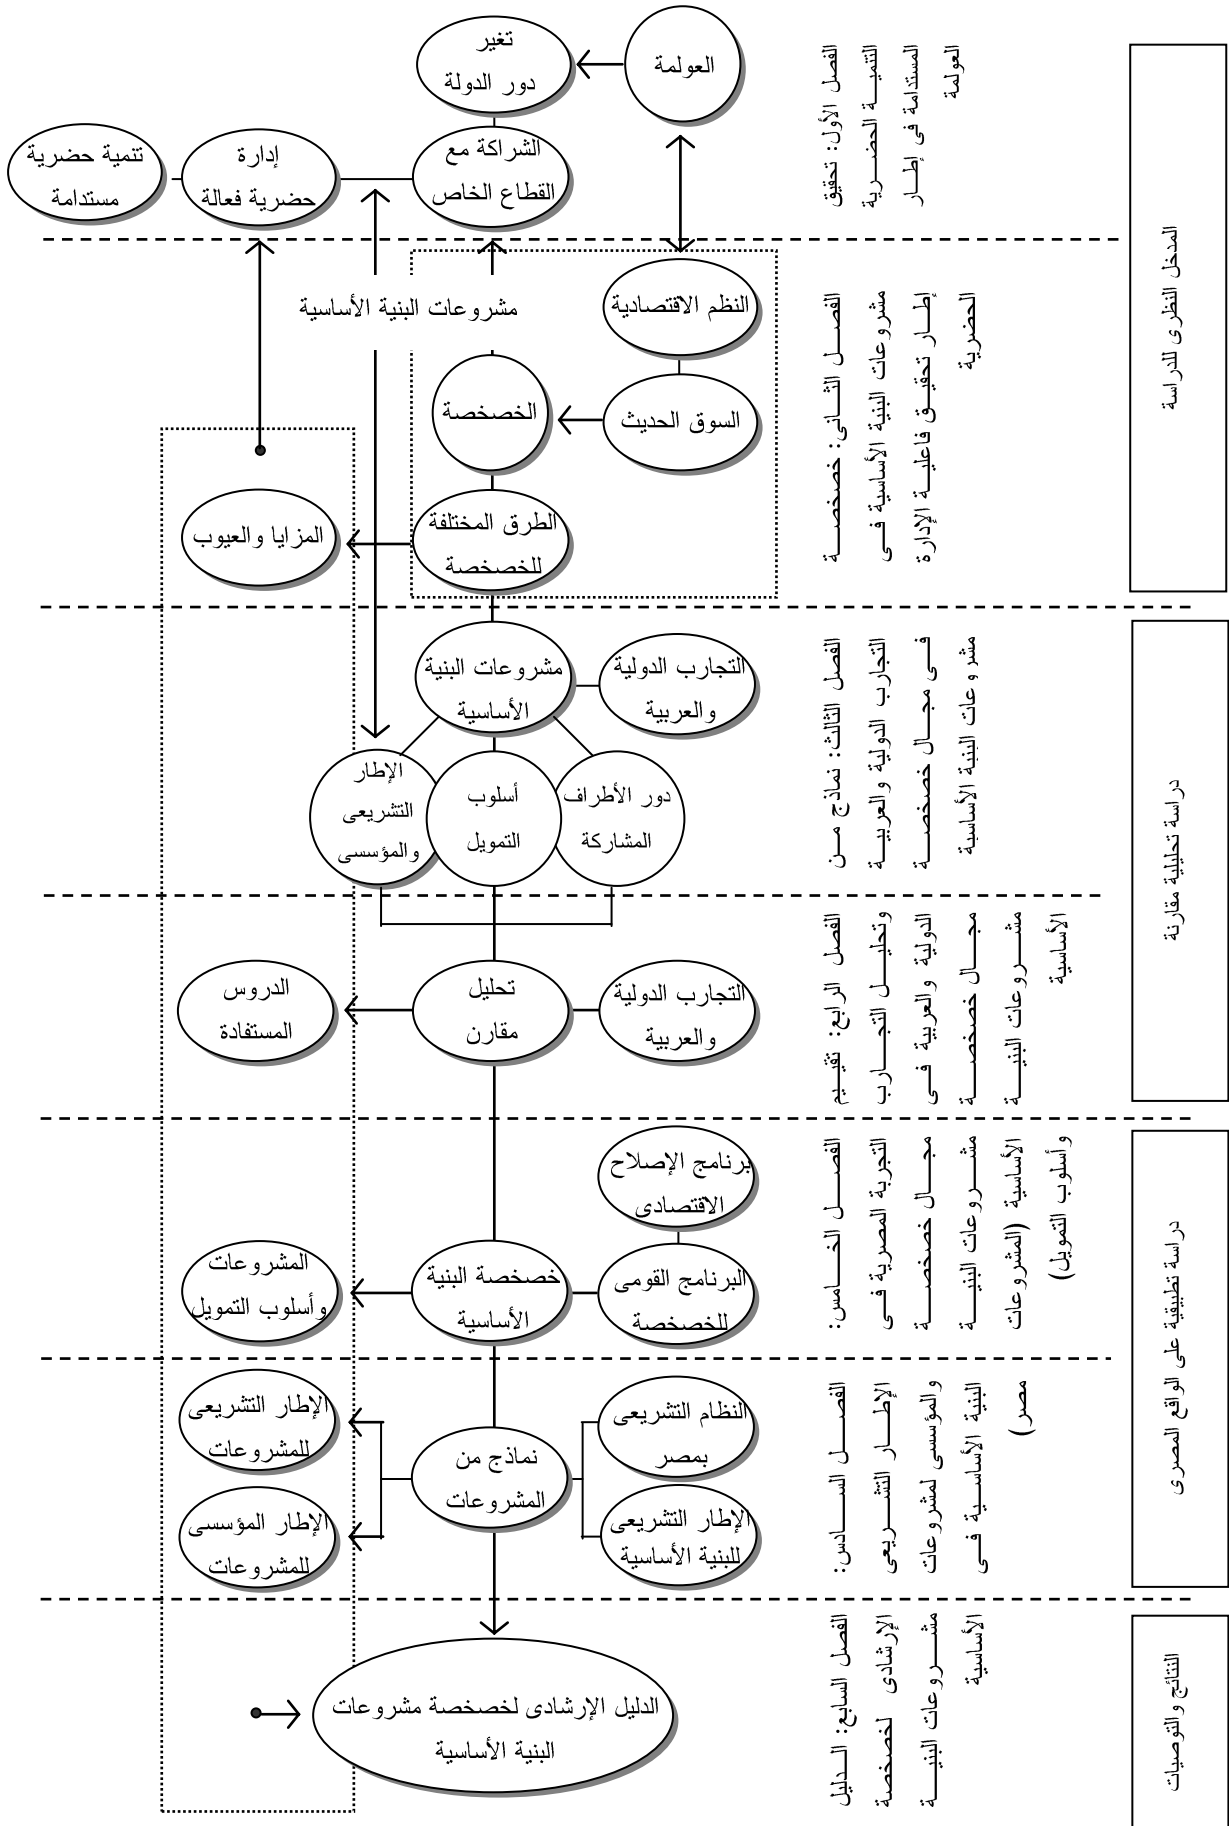 المدخل النظرى للدراسة
الفصل الأول: تحقيق
التنمية الحضرية
المستدامة فى إطار
العولمة
العولمة
تغير
دور الدولة
الشراكة مع
القطاع الخاص
إدارة
حضرية فعالة
تنمية حضرية
مستدامة
الفصل الثانى: خصخصة
مشروعات البنية الأساسية فى
إطار تحقيق فاعلية الإدارة
الحضرية
النظم الاقتصادية
مشروعات البنية الأساسية
السوق الحديث
الخصخصة
الطرق المختلفة
للخصخصة
المزايا والعيوب
دراسة تحليلية مقارنة
الفصل الثالث: نماذج من
التجارب الدولية والعربية
فى مجال خصخصة
مشروعات البنية الأساسية
التجارب الدولية
والعربية
مشروعات البنية
الأساسية
دور الأطراف
المشاركة
أسلوب
التمويل
الإطار
التشريعى
والمؤسسى
الفصل الرابع: تقييم
وتحليل التجارب
الدولية والعربية فى
مجال خصخصة
مشروعات البنية
الأساسية
التجارب الدولية
والعربية
تحليل
مقارن
الدروس
المستفادة
دراسة تطبيقية على الواقع المصرى
الفصل الخامس:
التجربة المصرية فى
مجال خصخصة
مشروعات البنية
الأساسية (المشروعات
وأسلوب التمويل)
برنامج الإصلاح
الاقتصادى
البرنامج القومى
للخصخصة
خصخصة البنية
الأساسية
المشروعات
وأسلوب التمويل
الفصل السادس:
الإطار التشريعى
والمؤسسى لمشروعات
البنية الأساسية فى
مصر)
النظام التشريعى
بمصر
الإطار التشريعى
للبنية الأساسية
نماذج من
المشروعات
الإطار التشريعى
للمشروعات
الإطار المؤسسى
للمشروعات
النتائج والتوصيات
الفصل السابع: الدليل
الإرشادى لخصخصة
مشروعات البنية
الأساسية
الدليل الإرشادى لخصخصة مشروعات
البنية الأساسية